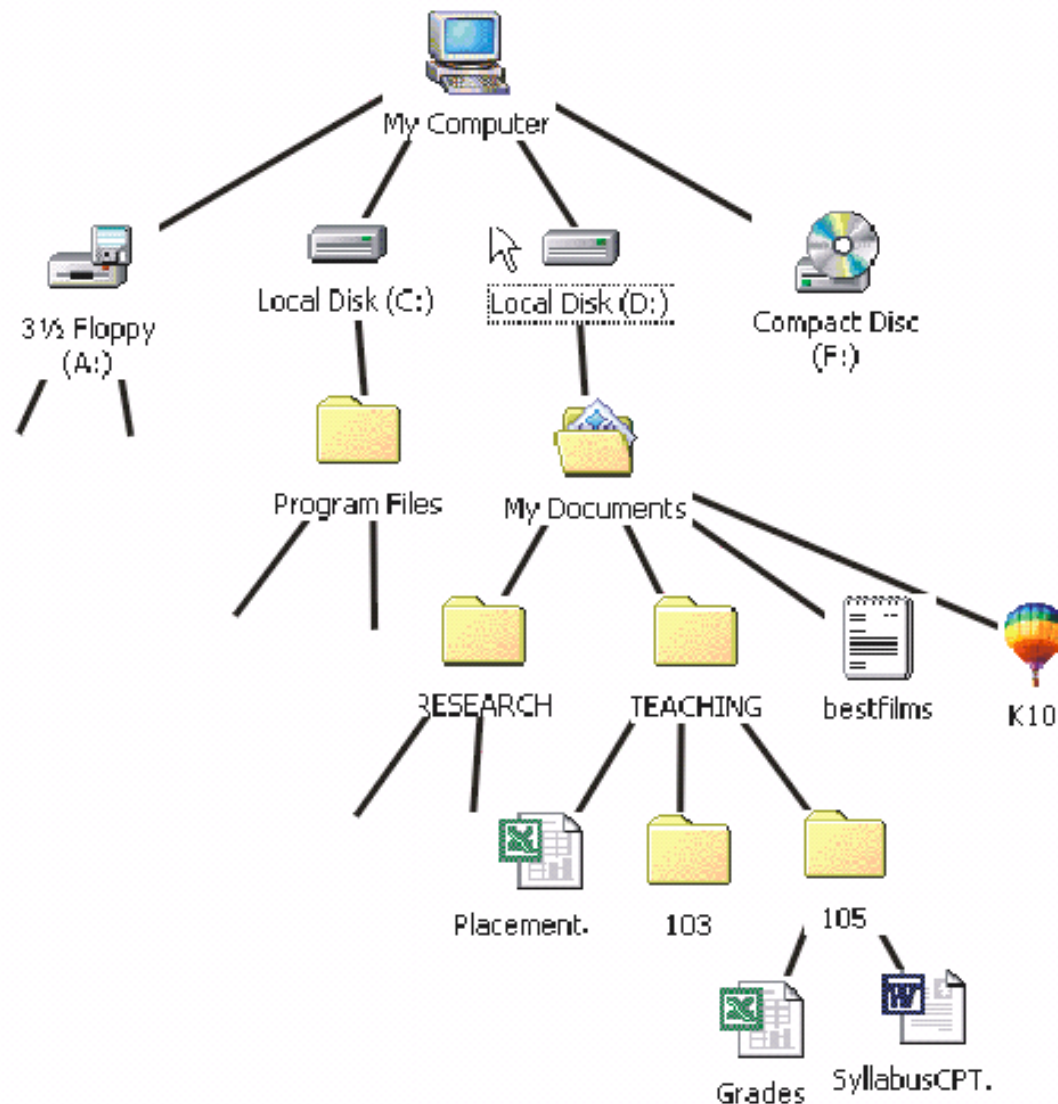 My Computer
3½ Floppy
(A:)
Local Disk (C:)
Local Disk (D:)
Compact Disc
(F:)
Program Files
My Documents
RESEARCH
TEACHING
bestfilms
K10
Placement.
103
105
Grades
SyllabusCPT.